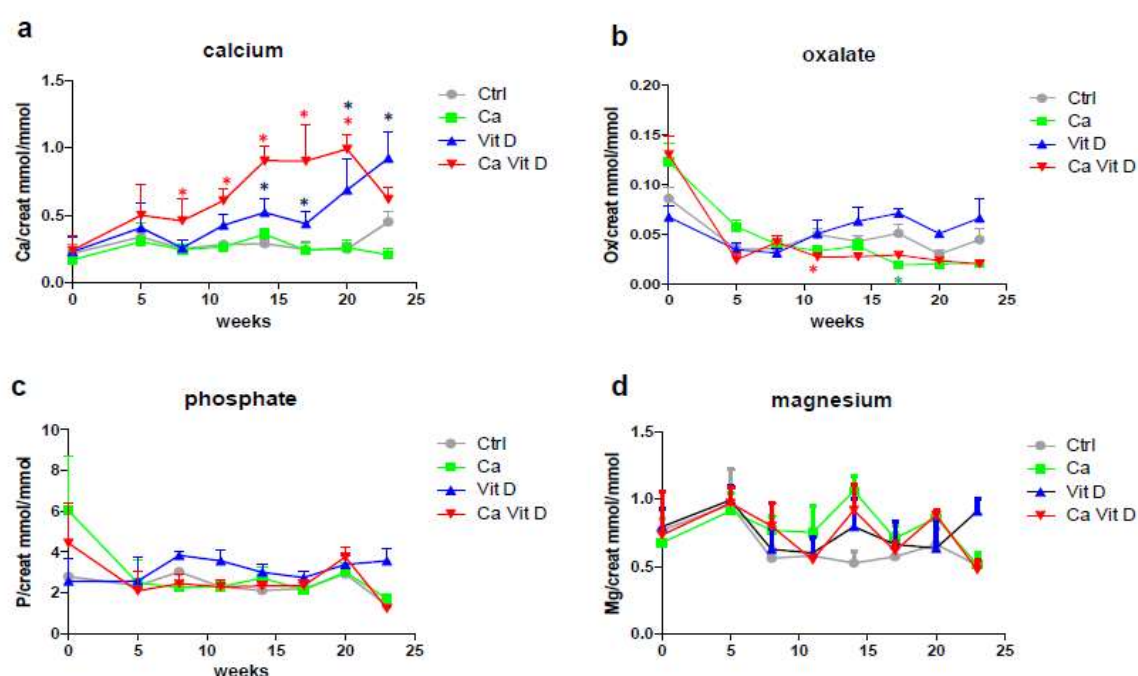 a
calcium
Ca/creat mmol/mmol
1.5
1.0
0.5
0.0
0 5 10 15 20 25
weeks
* * * * * * * * * *
Ctrl
Ca
Vit D
Ca Vit D
b
oxalate
Ox/creat mmol/mmol
0.20
0.15
0.10
0.05
0.00
0 5 10 15 20 25
weeks
* *
Ctrl
Ca
Vit D
Ca Vit D
c
phosphate
P/creat mmol/mmol
10
8
6
4
2
0
0 5 10 15 20 25
weeks
Ctrl
Ca
Vit D
Ca Vit D
d
magnesium
Mg/creat mmol/mmol
1.5
1.0
0.5
0.0
0 5 10 15 20 25
weeks
Ctrl
Ca
Vit D
Ca Vit D